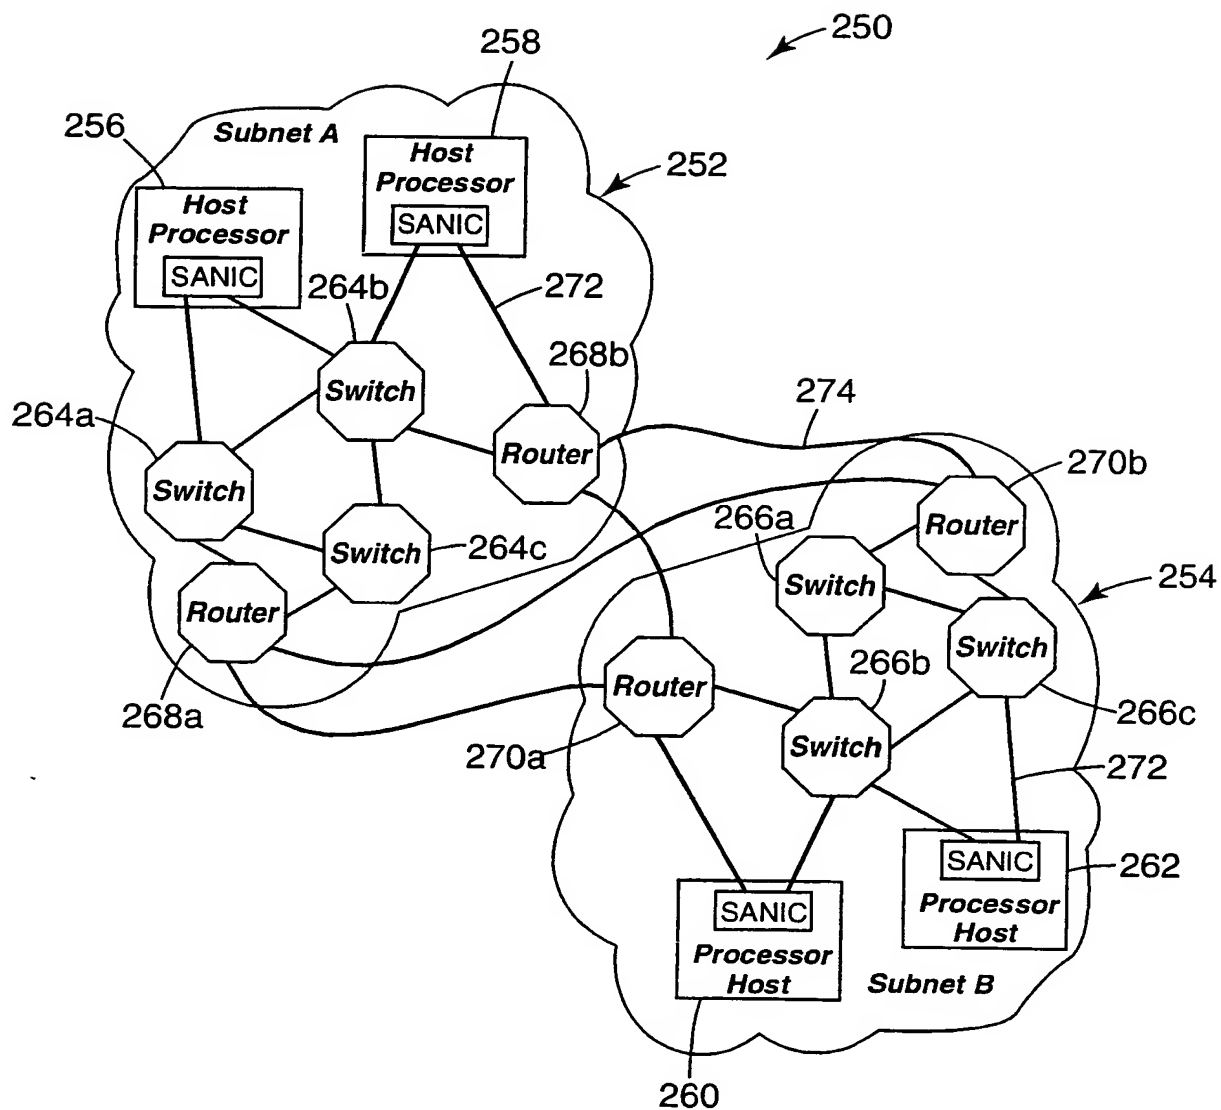 250
258
256
Subnet A
Host
Processor
SANIC
252
Host
Processor
SANIC
264b
272
268b
Switch
264a
274
Router
270b
Switch
266a
Router
Switch
264c
Switch
254
Router
Switch
266b
Router
268a
266c
Switch
270a
272
SANIC
262
Processor
Host
SANIC
Processor
Host
Subnet B
260